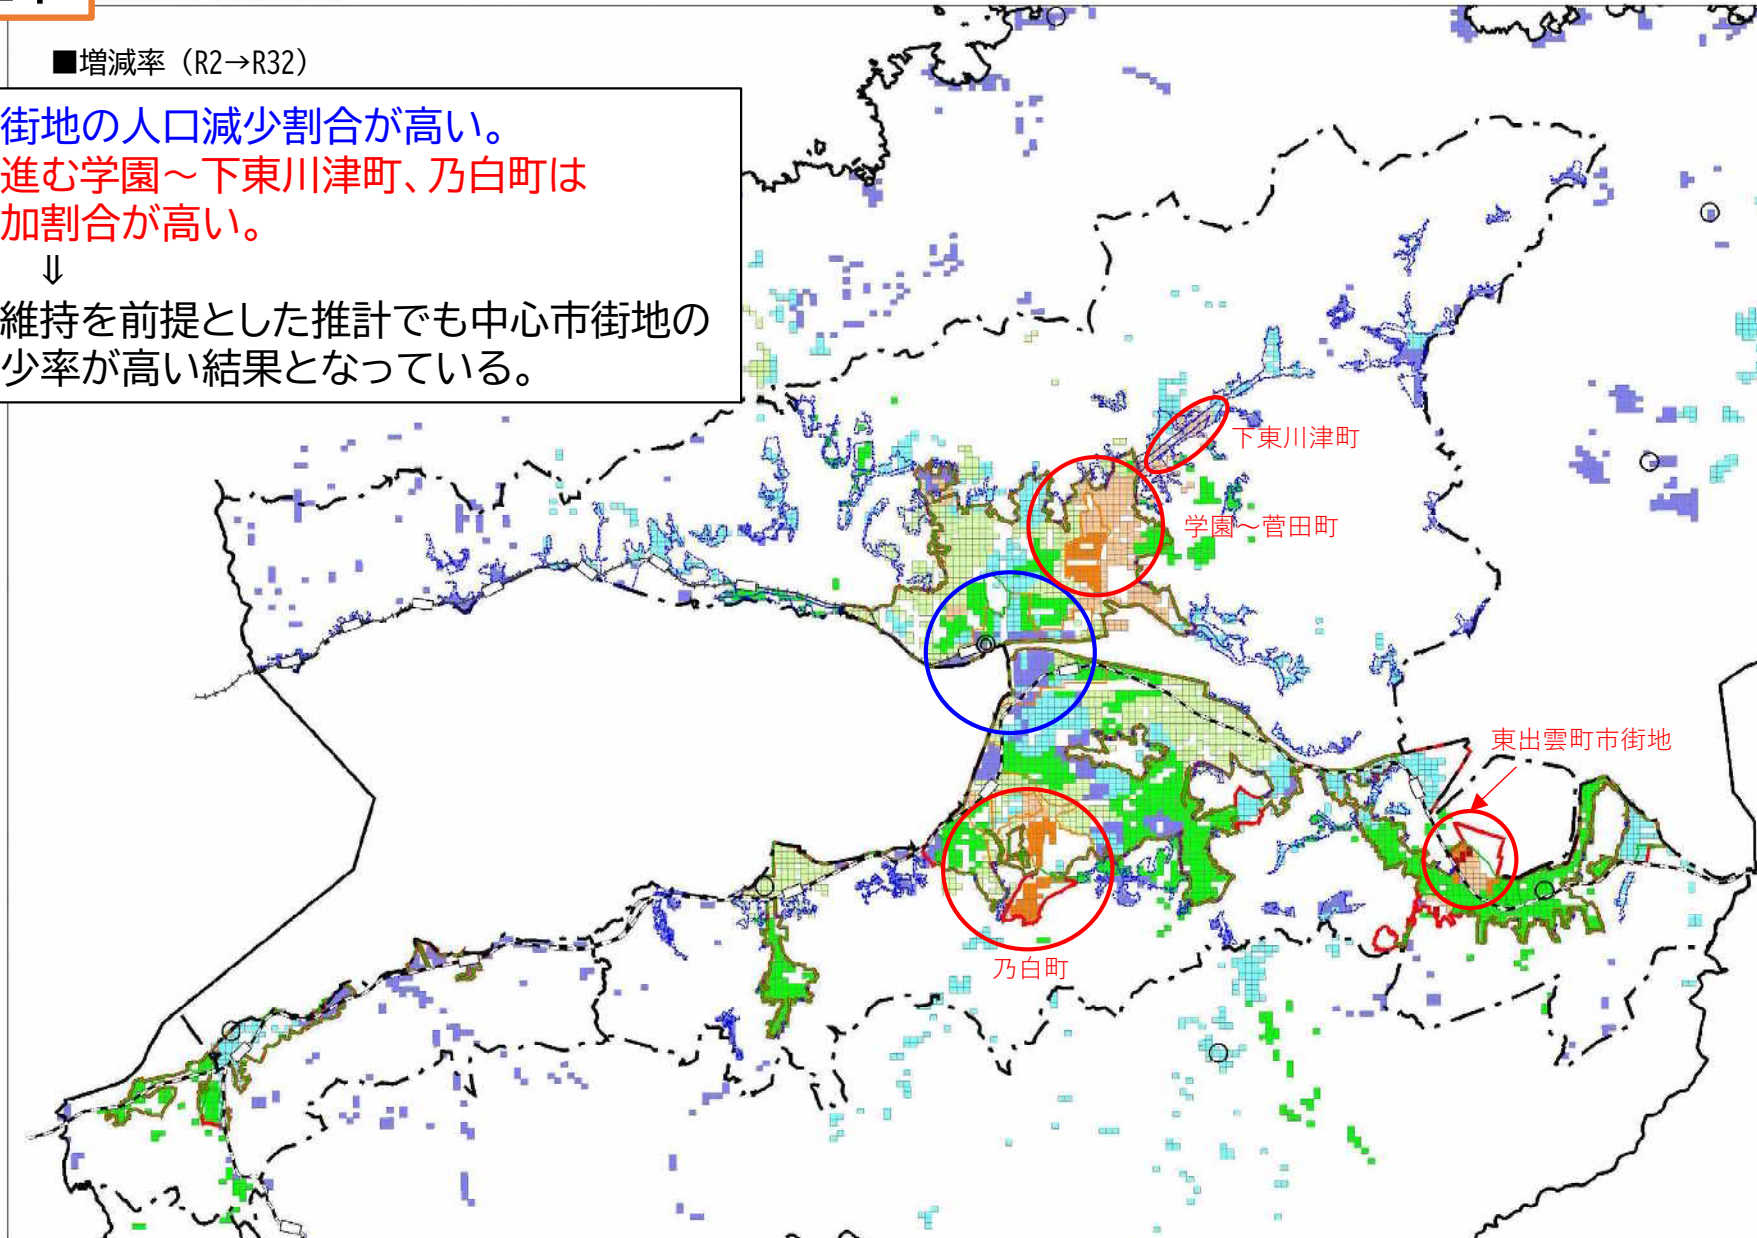 ■増減率（R2→R32）
街地の人口減少割合が高い。
進む学園～下東川津町、乃白町は
加割合が高い。
⇓
維持を前提とした推計でも中心市街地の
少率が高い結果となっている。
下東川津町
学園～菅田町
東出雲町市街地
乃白町